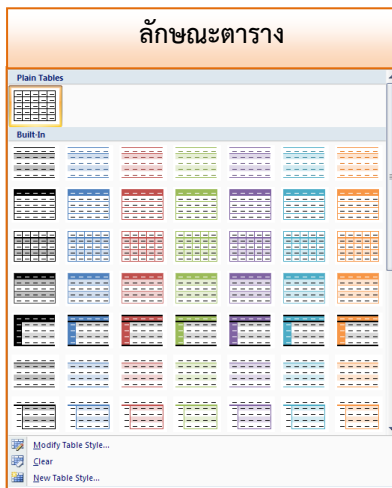 ลักษณะตาราง
Plain Tables
Built-In
Modify Table Style...
Clear
New Table Style...